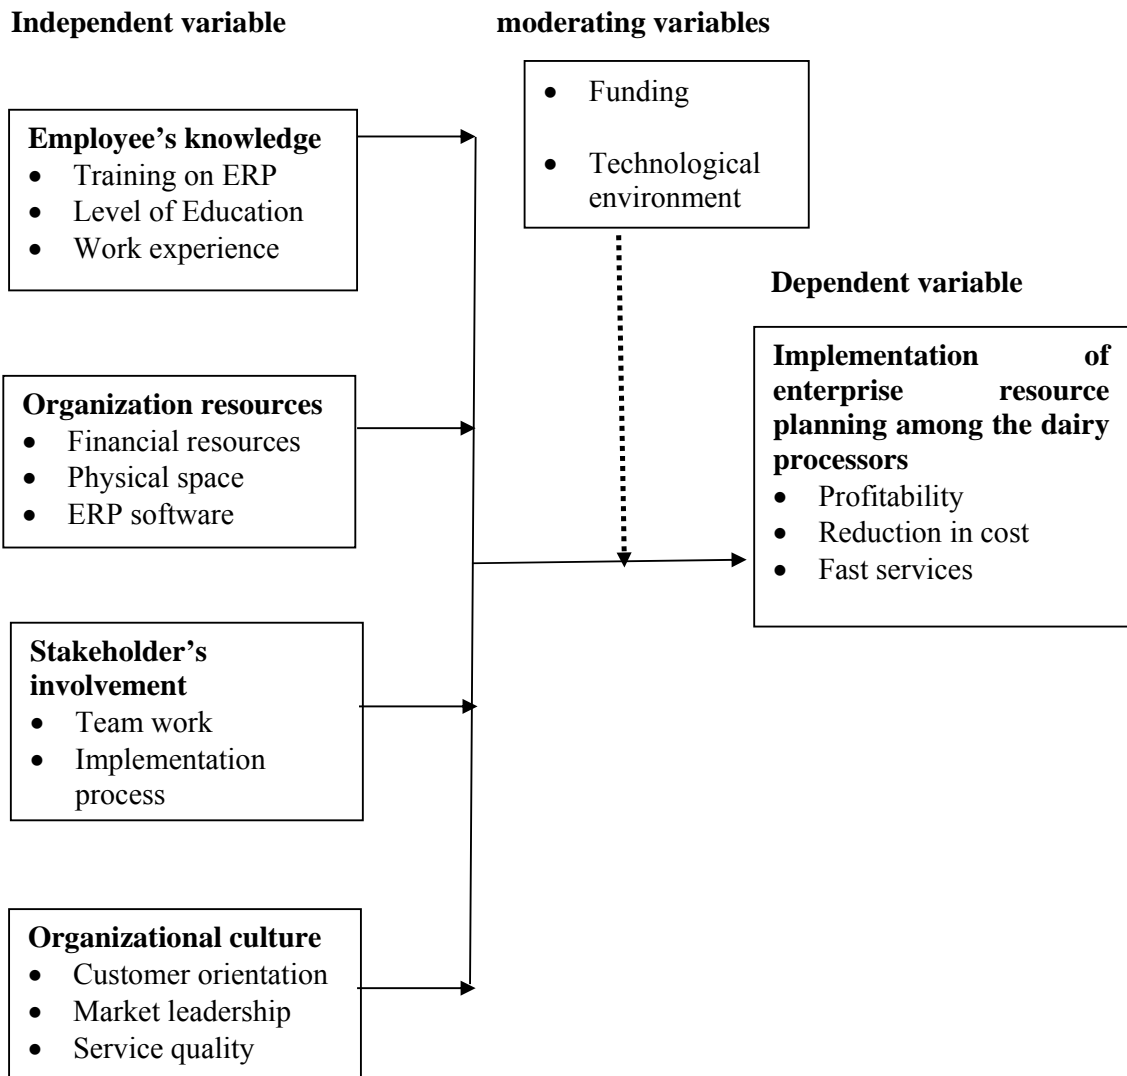 Independent variable
moderating variables
• Funding
• Technological
environment
Employee’s knowledge
• Training on ERP
• Level of Education
• Work experience
Organization resources
• Financial resources
• Physical space
• ERP software
Stakeholder’s
involvement
• Team work
• Implementation
process
Organizational culture
• Customer orientation
• Market leadership
• Service quality
Dependent variable
Implementation of
enterprise resource
planning among the dairy
processors
• Profitability
• Reduction in cost
• Fast services